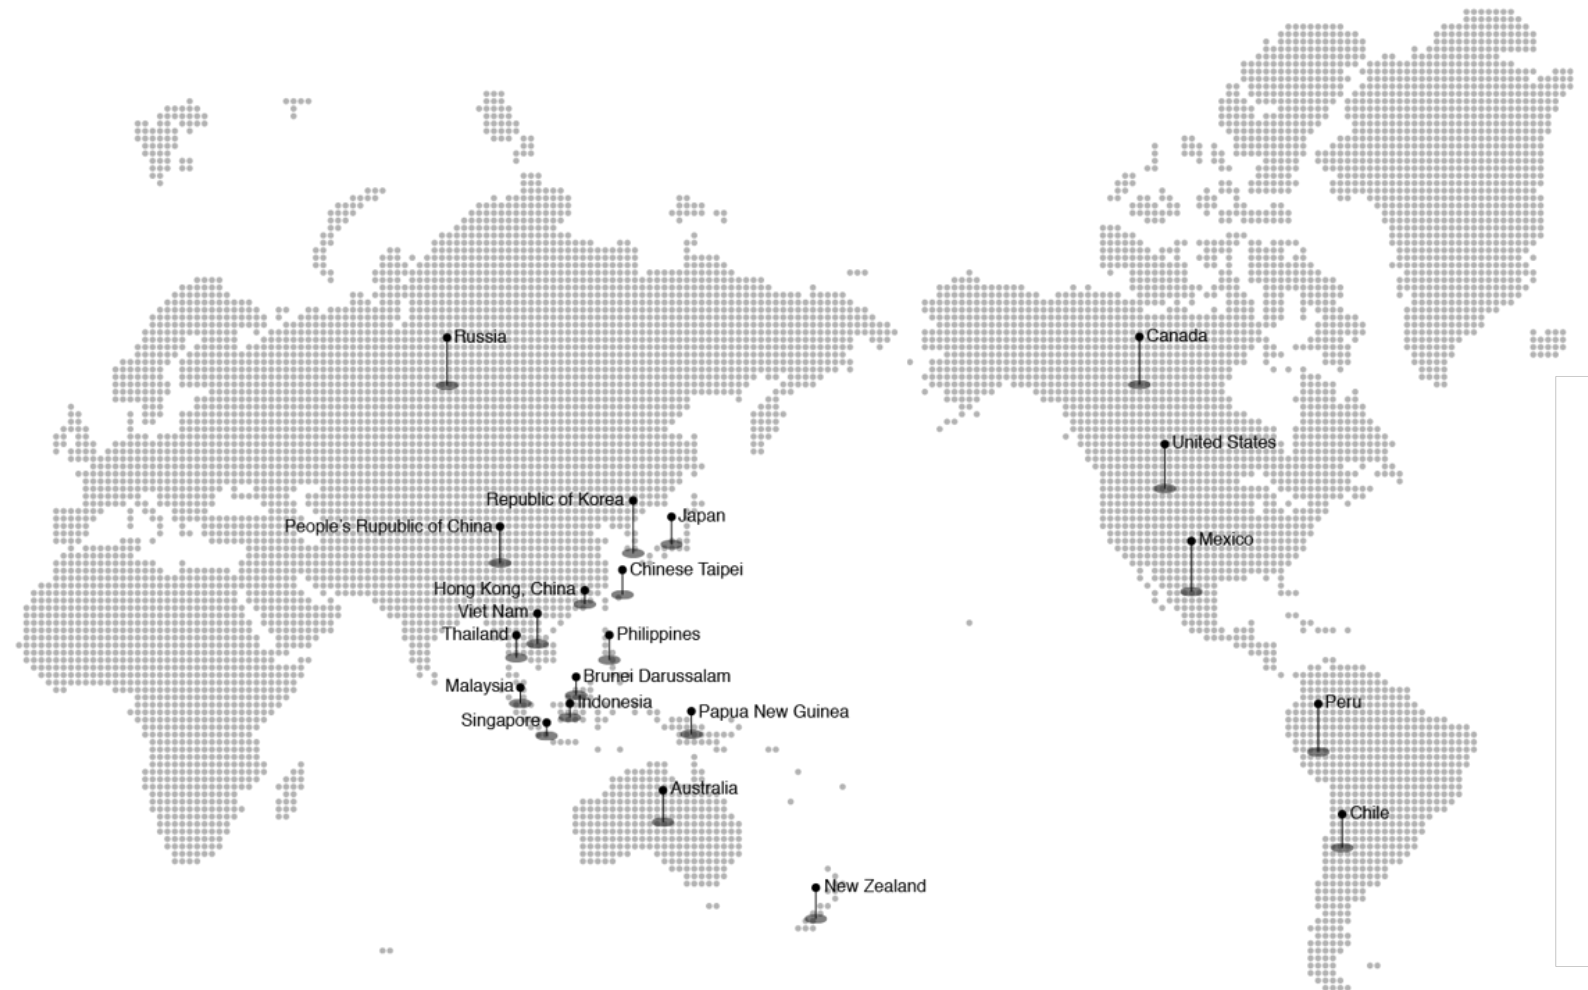 Russia
Canada
United States
Republic of Korea
Japan
People's Rupublic of China
Mexico
Chinese Taipei
Hong Kong, China
Viet Nam
Thailand
Philippines
Brunei Darussalam
Malaysia
Indonesia
Peru
Papua New Guinea
Singapore
Australia
Chile
New Zealand